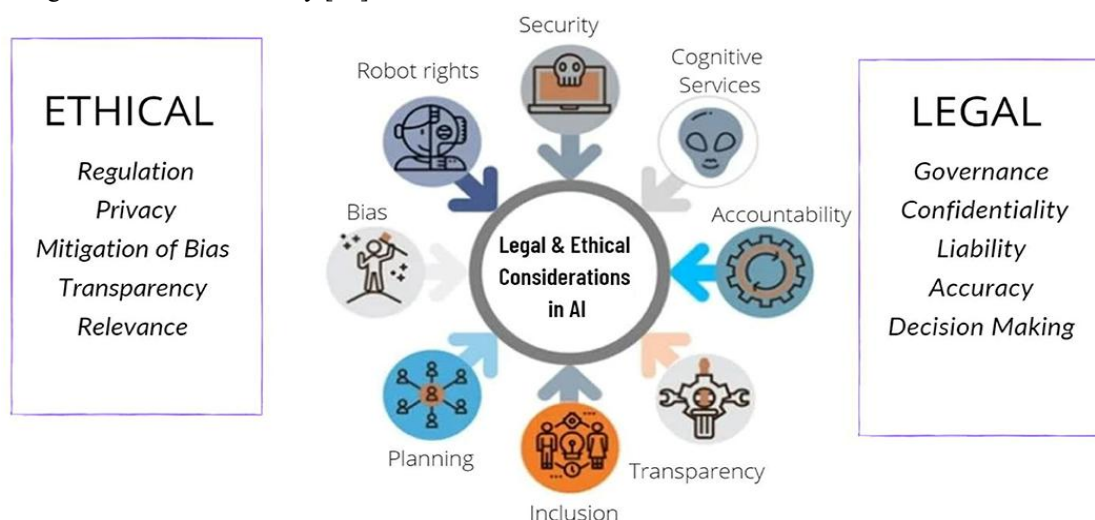 ETHICAL
Regulation
Privacy
Mitigation of Bias
Transparency
Relevance
Security
Robot rights
Cognitive
Services
Bias
Accountability
Legal & Ethical
Considerations
in AI
Planning
Transparency
Inclusion
LEGAL
Governance
Confidentiality
Liability
Accuracy
Decision Making